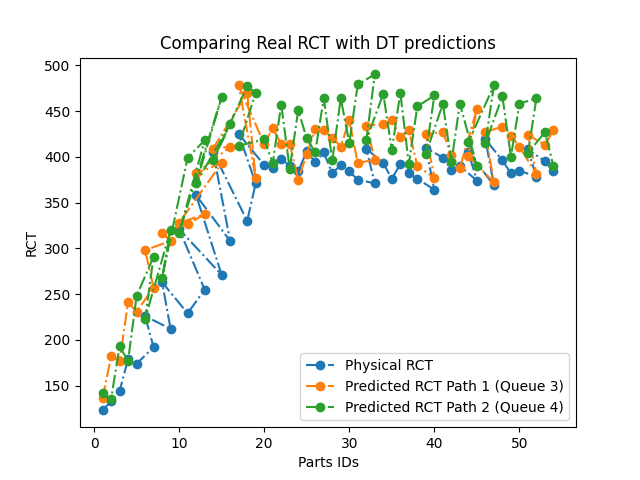 Comparing Real RCT with DT predictions
500
450
400
350
300
250
200
150
RCT
0
10
20
30
40
50
Parts IDs
Physical RCT
Predicted RCT Path 1 (Queue 3)
Predicted RCT Path 2 (Queue 4)